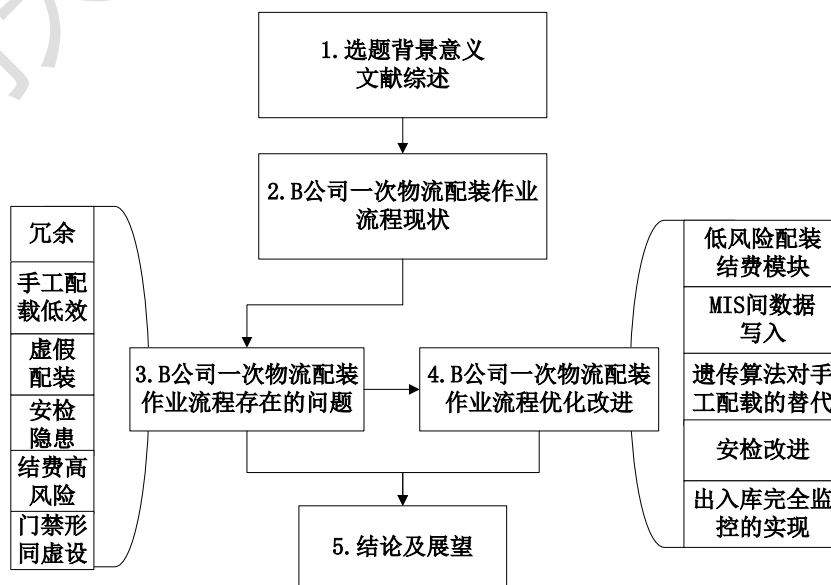 1.选题背景意义
文献综述
2.B公司一次物流配装作业
流程现状
冗余
手工配
载低效
虚假
配装
安检
隐患
结费高
风险
门禁形
同虚设
3.B公司一次物流配装
作业流程存在的问题
4.B公司一次物流配装
作业流程优化改进
低风险配装
结费模块
MIS间数据
写入
遗传算法对手
工配载的替代
安检改进
出入库完全监
控的实现
5.结论及展望